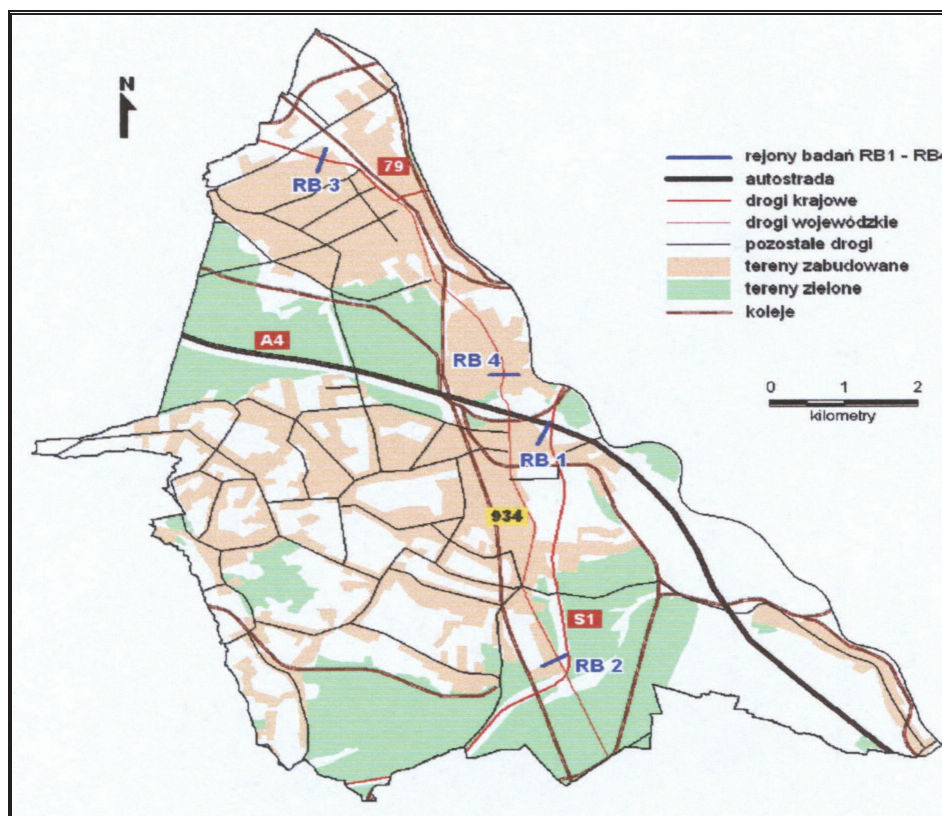 N
79
RB 3
rejony badań RB1 - RB4
autostrada
drogi krajowe
drogi wojewódzkie
pozostałe drogi
tereny zabudowane
tereny zielone
koleje
A4
RB 4
0 1 2
kilometry
RB 1
934
S1
RB 2